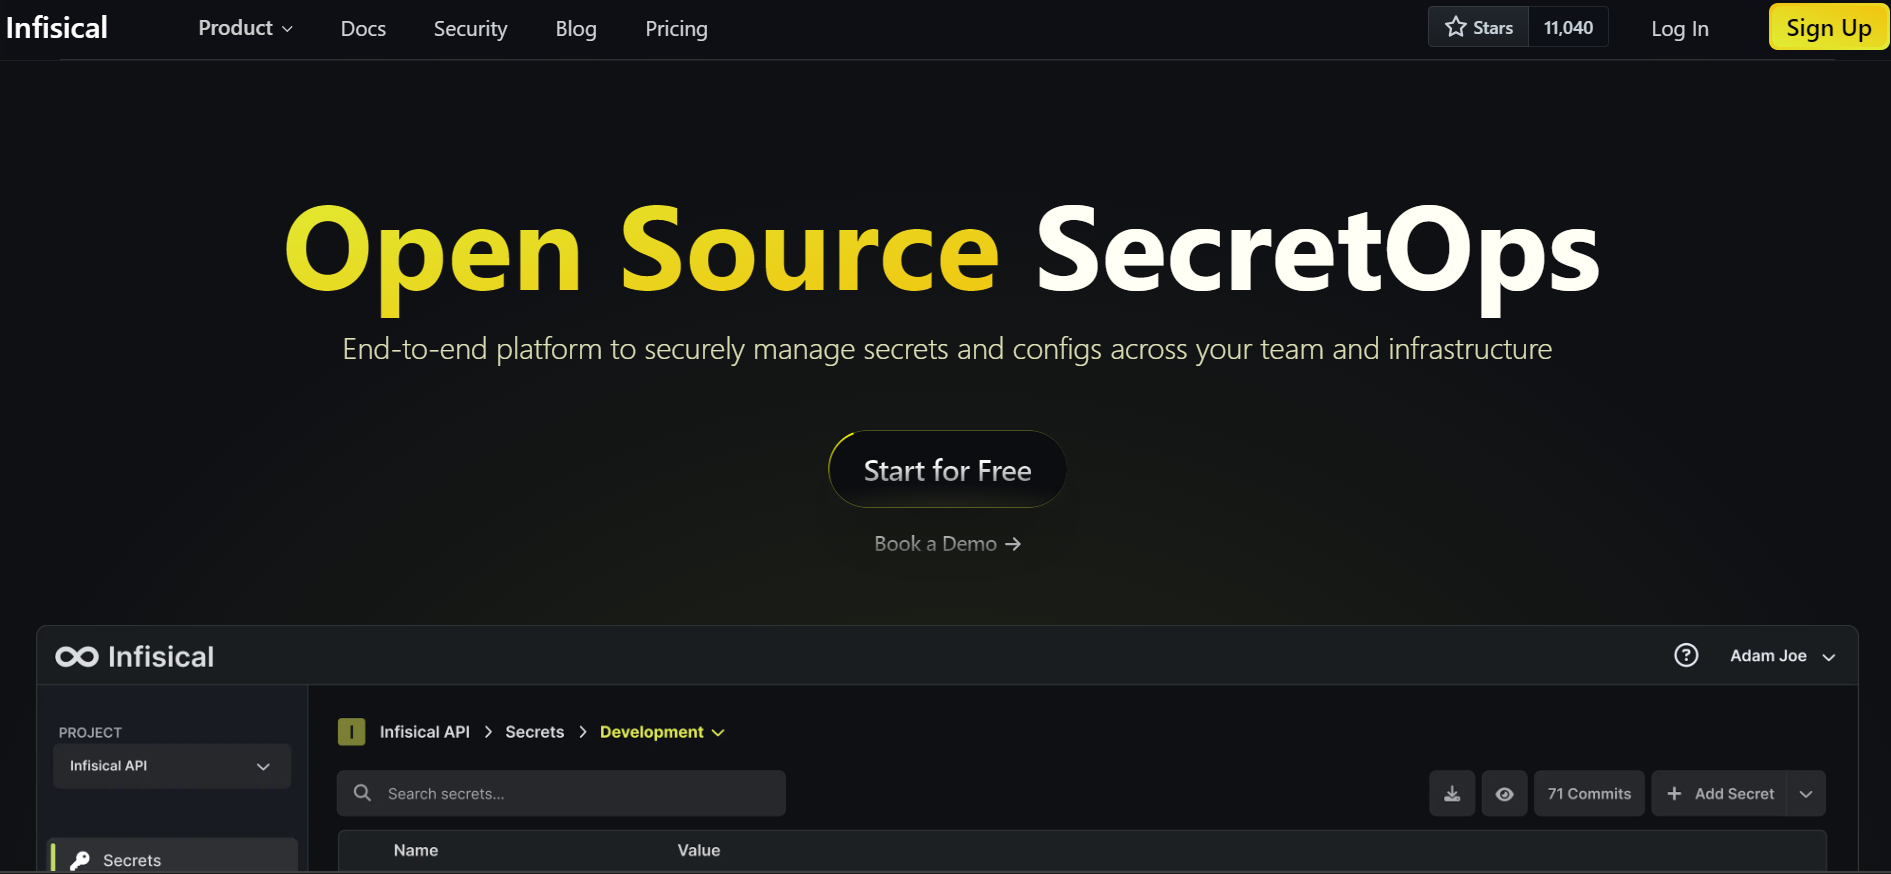 Infisical Product Docs Security Blog Pricing Stars 11,040 Log In Sign Up
Open Source SecretOps
End-to-end platform to securely manage secrets and configs across your team and infrastructure
Start for Free
Book a Demo →
Infisical ? Adam Joe
PROJECT
Infisical API
Secrets
I Infisical API > Secrets > Development
Search secrets... 71 Commits + Add Secret
Name Value